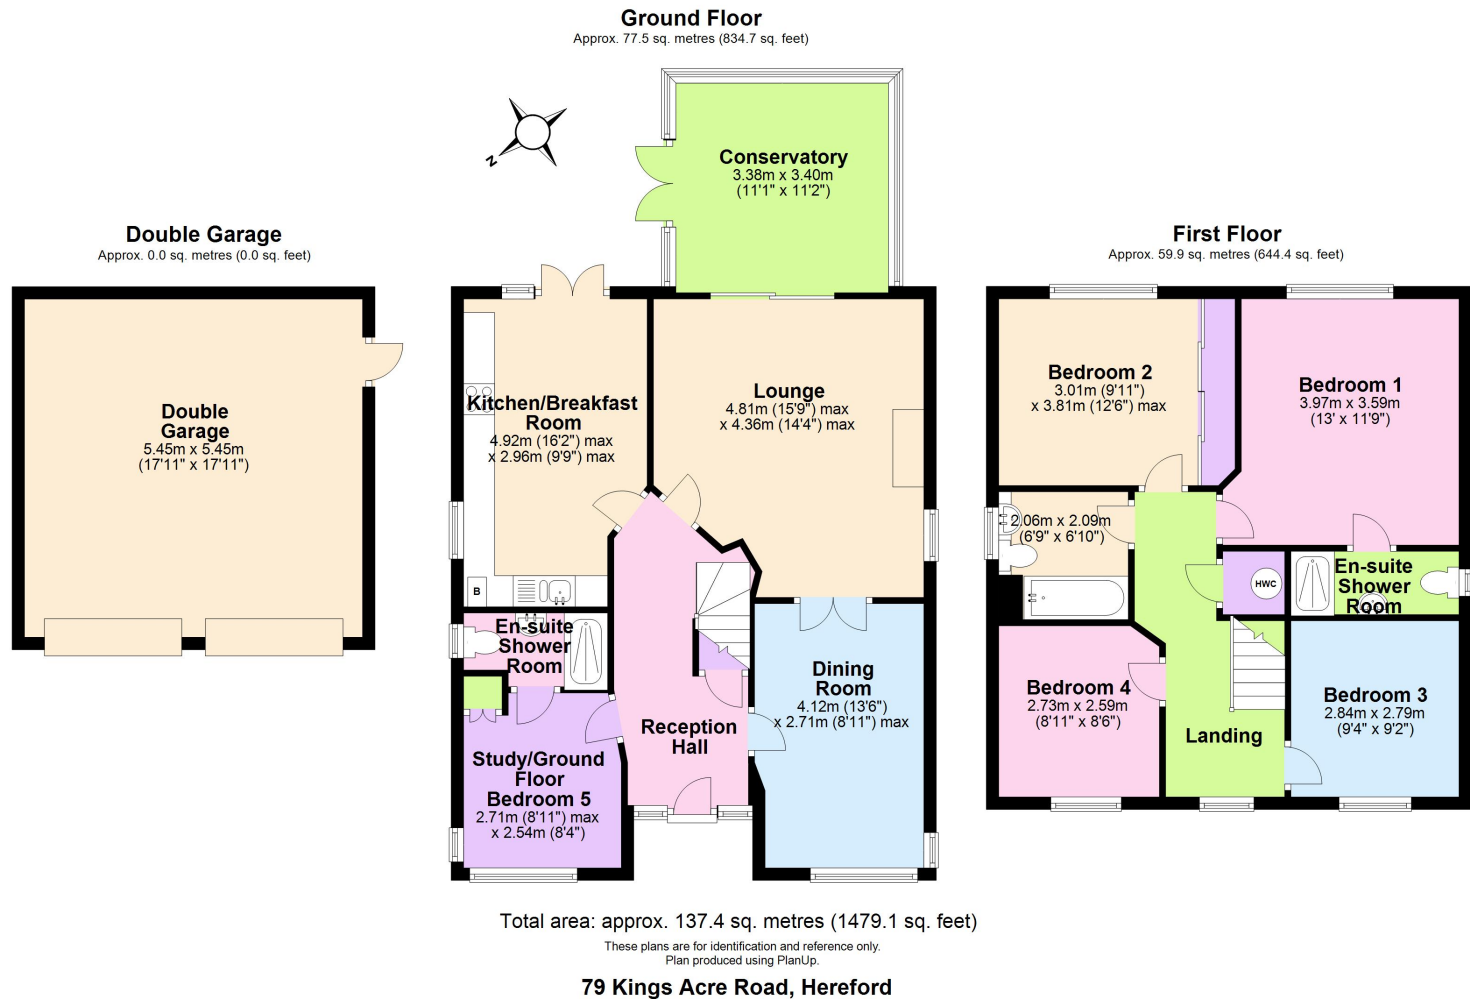 Ground Floor
Approx. 77.5 sq. metres (834.7 sq. feet)
N
Conservatory
3.38m x 3.40m
(11'1" x 11'2")
Double Garage
Approx. 0.0 sq. metres (0.0 sq. feet)
Double
Garage
5.45m x 5.45m
(17'11" x 17'11")
Kitchen/Breakfast
Room
4.92m (16'2") max
x 2.96m (9'9") max
Lounge
4.81m (15'9") max
x 4.36m (14'4") max
B
En-suite
Shower
Room
Reception
Hall
Dining
Room
4.12m (13'6")
x 2.71m (8'11") max
Study/Ground
Floor
Bedroom 5
2.71m (8'11") max
x 2.54m (8'4")
First Floor
Approx. 59.9 sq. metres (644.4 sq. feet)
Bedroom 2
3.01m (9'11")
x 3.81m (12'6") max
Bedroom 1
3.97m x 3.59m
(13' x 11'9")
2.06m x 2.09m
(6'9" x 6'10")
HWC
En-suite
Shower
Room
Bedroom 4
2.73m x 2.59m
(8'11" x 8'6")
Landing
Bedroom 3
2.84m x 2.79m
(9'4" x 9'2")
Total area: approx. 137.4 sq. metres (1479.1 sq. feet)
These plans are for identification and reference only.
Plan produced using PlanUp.
79 Kings Acre Road, Hereford